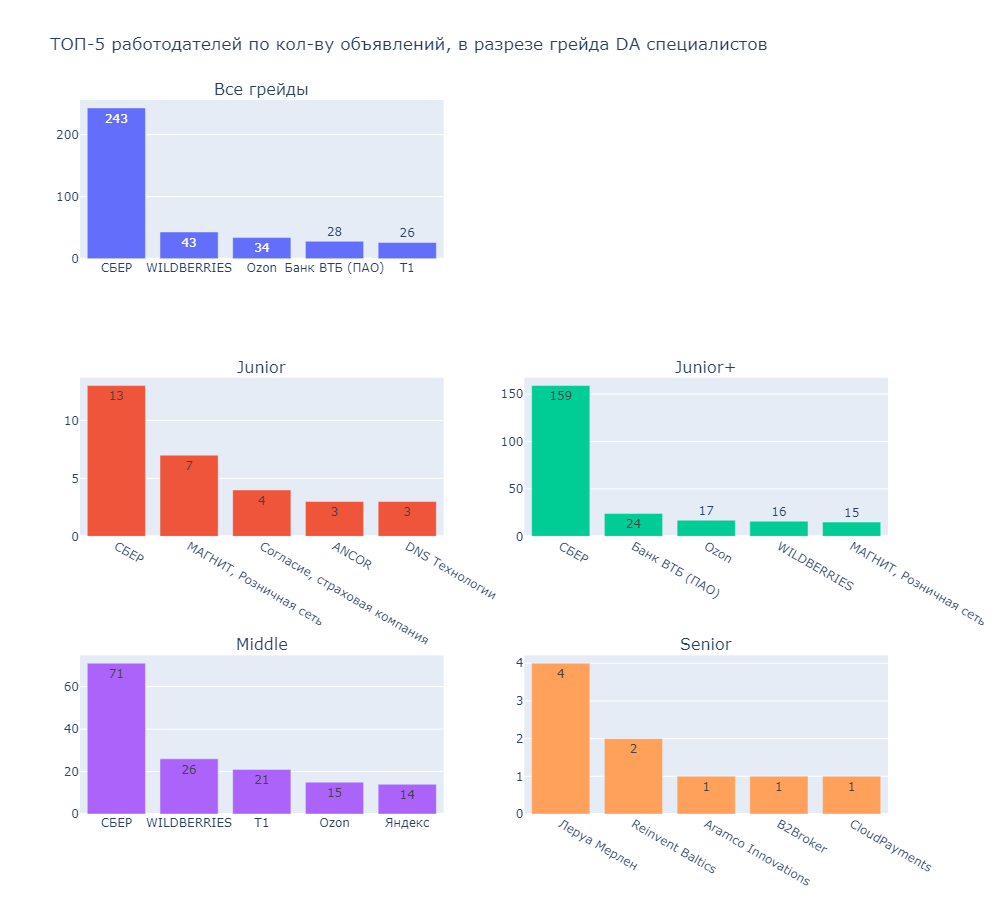 ТОП-5 работодателей по кол-ву объявлений, в разрезе грейда DA специалистов
Все грейды
200
100
0
243
43
34
28
26
СБЕР
WILDBERRIES
Ozon
Банк ВТБ (ПАО)
T1
Junior
10
5
0
13
7
4
3
3
СБЕР
МАГНИТ, Розничная сеть
Согласие, страховая компания
ANCOR
DNS Технологии
Junior+
150
100
50
0
159
24
17
16
15
СБЕР
Банк ВТБ (ПАО)
Ozon
WILDBERRIES
МАГНИТ, Розничная сеть
Middle
60
40
20
0
71
26
21
15
14
СБЕР
WILDBERRIES
T1
Ozon
Яндекс
Senior
4
3
2
1
0
4
2
1
1
1
Леруа Мерлен
Reinvent Baltics
Aramco Innovations
B2Broker
CloudPayments